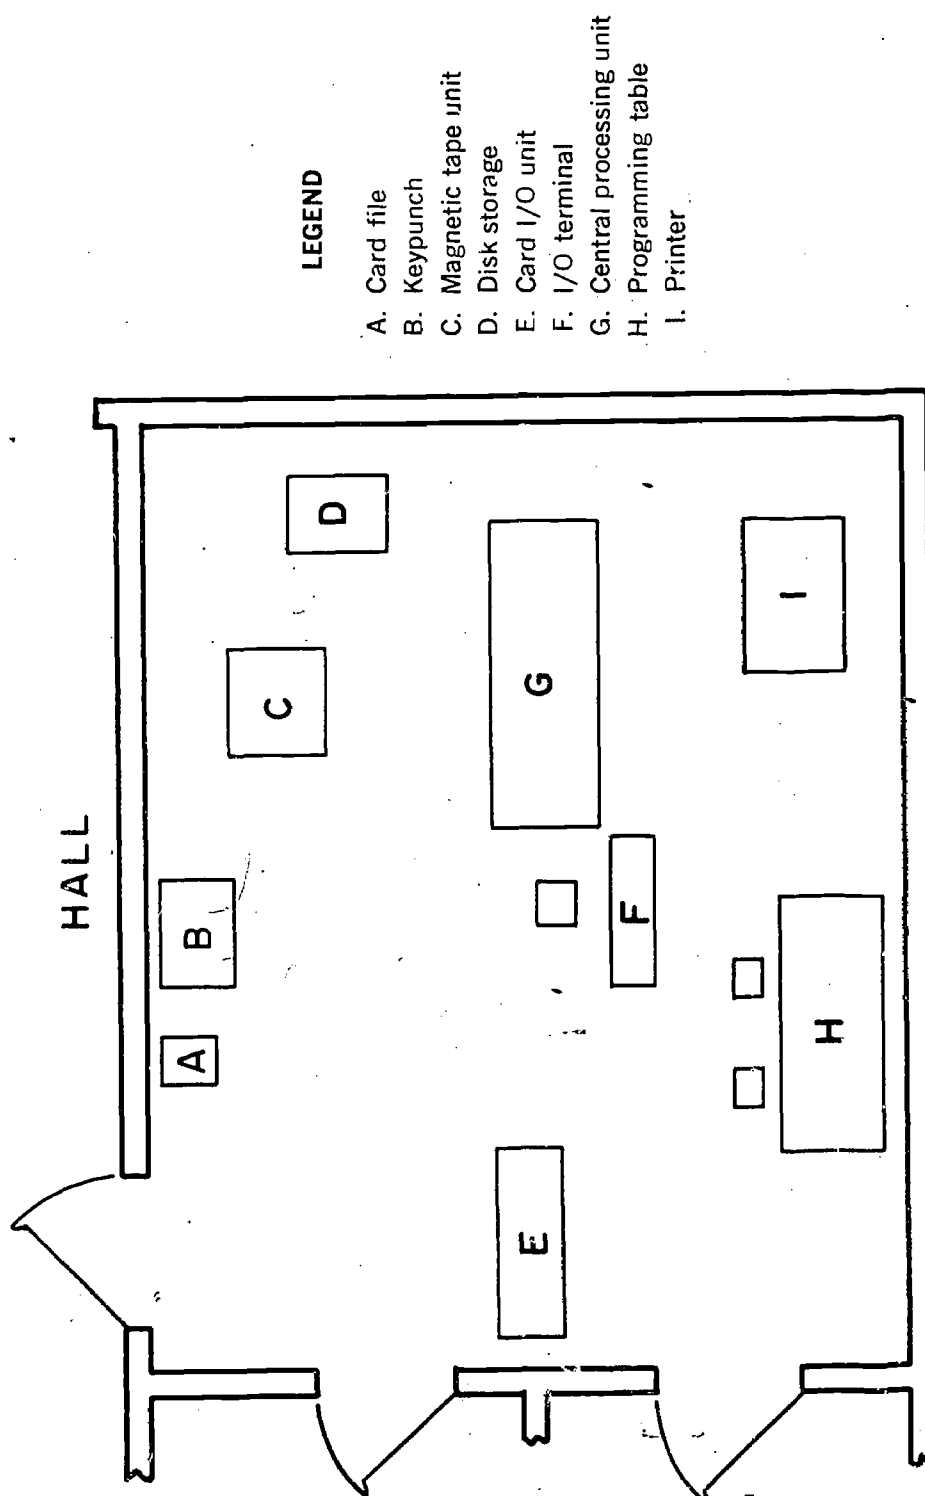 HALL
A
B
C
D
E
F
G
H
I
LEGEND
A. Card file
B. Keypunch
C. Magnetic tape unit
D. Disk storage
E. Card I/O unit
F. I/O terminal
G. Central processing unit
H. Programming table
I. Printer